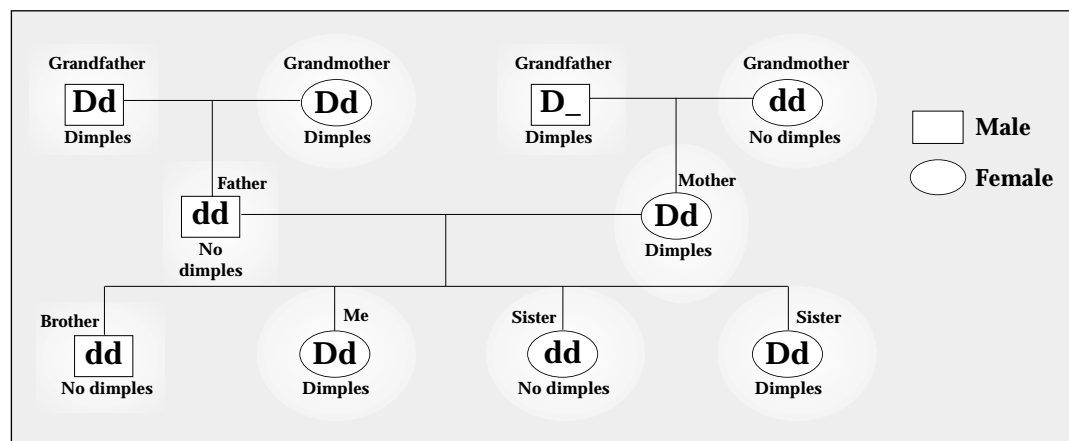 Grandfather
Grandmother
Grandfather
Grandmother
Dd
Dd
D_
dd
Dimples
Dimples
Dimples
No dimples
Male
Female
Father
Mother
dd
Dd
No
dimples
Dimples
Brother
Me
Sister
Sister
dd
Dd
dd
Dd
No dimples
Dimples
No dimples
Dimples